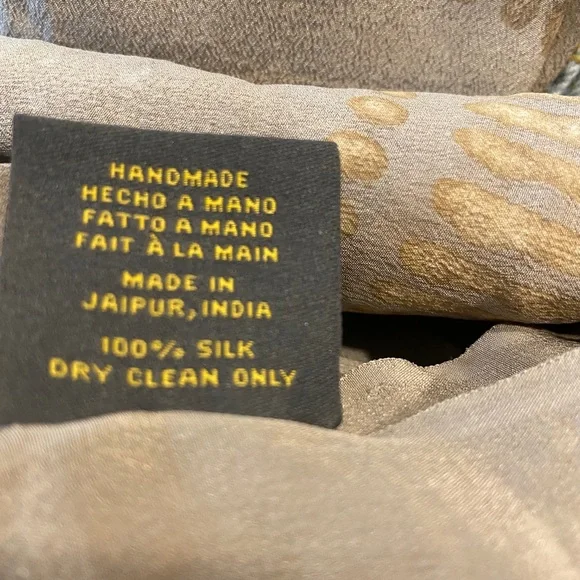 HANDMADE
HECHO A MANO
FATTO A MANO
FAIT À LA MAIN
MADE IN
JAIPUR, INDIA
100% SILK
DRY CLEAN ONLY